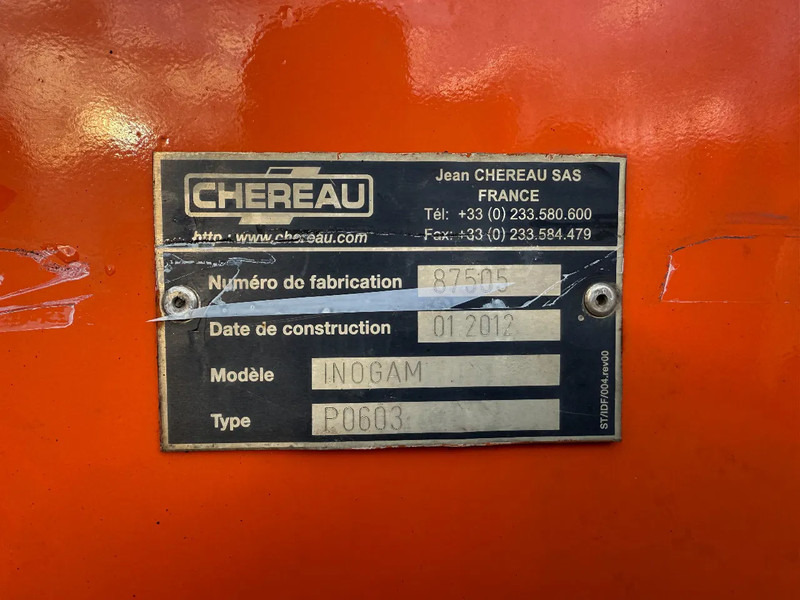 CHEREAU
http : www.chereau.com
Jean CHEREAU SAS
FRANCE
Tél: +33 (0) 233.580.600
Fax: +33 (0) 233.584.479
Numéro de fabrication 87505
Date de construction 01 2012
Modèle INOGAM
Type P0603
ST/IDF/004.rev00